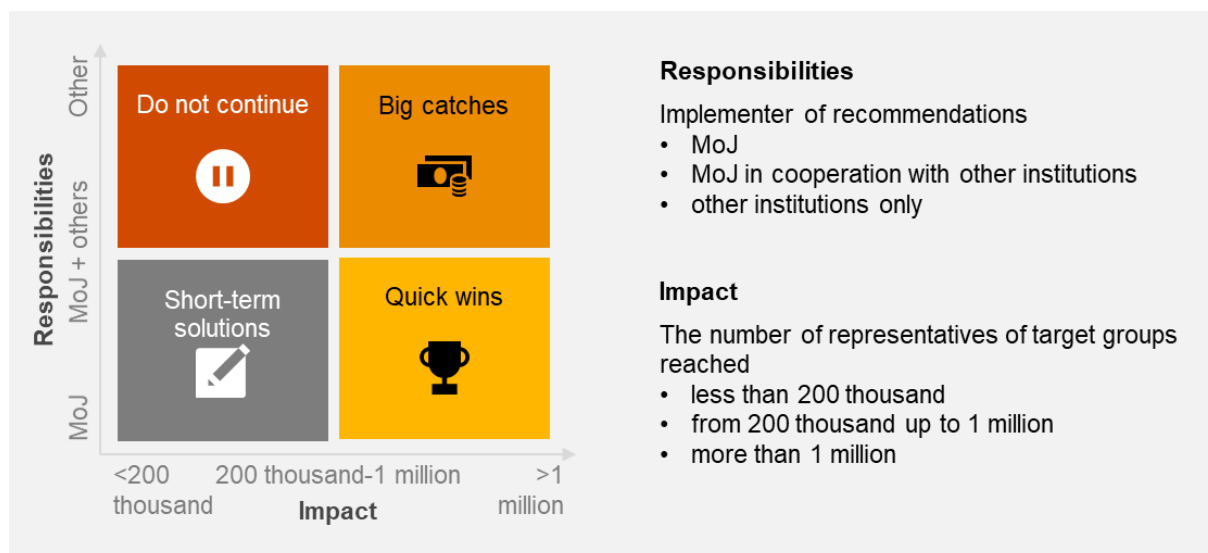 Other
MoJ + others
MoJ
Responsibilities
Do not continue
Big catches
Short-term
solutions
Quick wins
<200
thousand
200 thousand-1 million
>1
million
Impact
Responsibilities
Implementer of recommendations
• MoJ
• MoJ in cooperation with other institutions
• other institutions only
Impact
The number of representatives of target groups
reached
• less than 200 thousand
• from 200 thousand up to 1 million
• more than 1 million